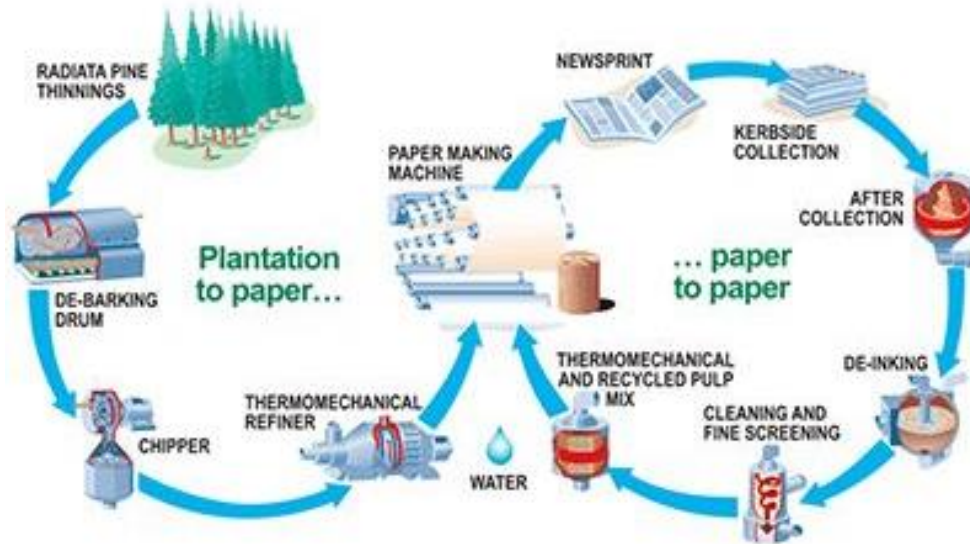 RADIATA PINE
THINNINGS
DE-BARKING
DRUM
CHIPPER
THERMOMECHANICAL
REFINER
Plantation
to paper...
WATER
PAPER MAKING
MACHINE
NEWSPRINT
KERBSIDE
COLLECTION
AFTER
COLLECTION
... paper
to paper
DE-INKING
CLEANING AND
FINE SCREENING
THERMOMECHANICAL
AND RECYCLED PULP
MIX